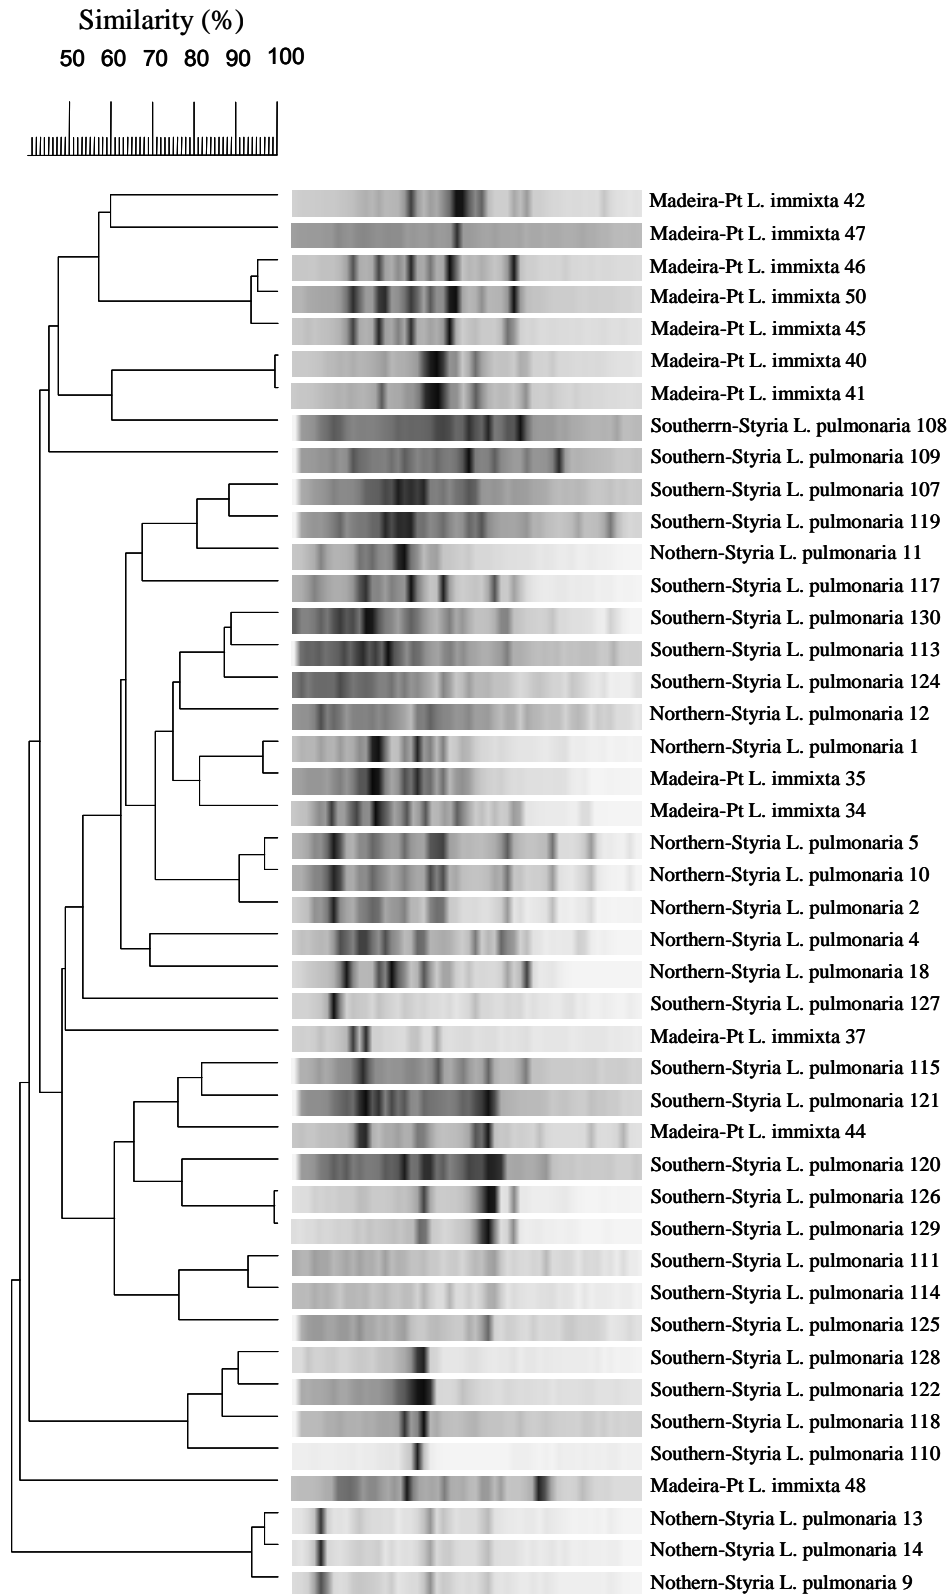 Similarity (%)
50 60 70 80 90 100
Madeira-Pt L. immixta 42
Madeira-Pt L. immixta 47
Madeira-Pt L. immixta 46
Madeira-Pt L. immixta 50
Madeira-Pt L. immixta 45
Madeira-Pt L. immixta 40
Madeira-Pt L. immixta 41
Southerrn-Styria L. pulmonaria 108
Southern-Styria L. pulmonaria 109
Southern-Styria L. pulmonaria 107
Southern-Styria L. pulmonaria 119
Nothern-Styria L. pulmonaria 11
Southern-Styria L. pulmonaria 117
Southern-Styria L. pulmonaria 130
Southern-Styria L. pulmonaria 113
Southern-Styria L. pulmonaria 124
Northern-Styria L. pulmonaria 12
Northern-Styria L. pulmonaria 1
Madeira-Pt L. immixta 35
Madeira-Pt L. immixta 34
Northern-Styria L. pulmonaria 5
Northern-Styria L. pulmonaria 10
Northern-Styria L. pulmonaria 2
Northern-Styria L. pulmonaria 4
Northern-Styria L. pulmonaria 18
Southern-Styria L. pulmonaria 127
Madeira-Pt L. immixta 37
Southern-Styria L. pulmonaria 115
Southern-Styria L. pulmonaria 121
Madeira-Pt L. immixta 44
Southern-Styria L. pulmonaria 120
Southern-Styria L. pulmonaria 126
Southern-Styria L. pulmonaria 129
Southern-Styria L. pulmonaria 111
Southern-Styria L. pulmonaria 114
Southern-Styria L. pulmonaria 125
Southern-Styria L. pulmonaria 128
Southern-Styria L. pulmonaria 122
Southern-Styria L. pulmonaria 118
Southern-Styria L. pulmonaria 110
Madeira-Pt L. immixta 48
Nothern-Styria L. pulmonaria 13
Nothern-Styria L. pulmonaria 14
Nothern-Styria L. pulmonaria 9